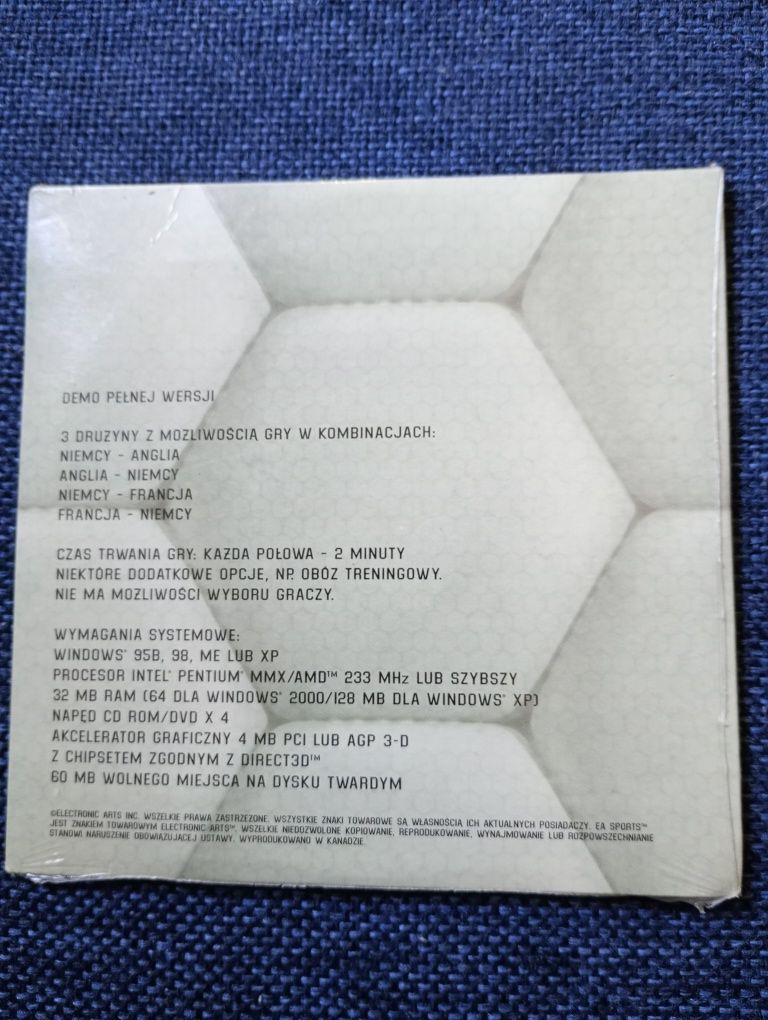 DEMO PEŁNEJ WERSJI
3 DRUZYNY Z MOZLIWOŚCIĄ GRY W KOMBINACJACH:
NIEMCY - ANGLIA
ANGLIA - NIEMCY
NIEMCY - FRANCJA
FRANCJA - NIEMCY
CZAS TRWANIA GRY: KAZDA POŁOWA - 2 MINUTY
NIEKTÓRE DODATKOWE OPCJE, NP. OBÓZ TRENINGOWY.
NIE MA MOZLIWOŚCI WYBORU GRACZY.
WYMAGANIA SYSTEMOWE:
WINDOWS® 95B, 98, ME LUB XP
PROCESOR INTEL® PENTIUM® MMX/AMD™ 233 MHz LUB SZYBSZY
32 MB RAM (64 DLA WINDOWS® 2000/128 MB DLA WINDOWS® XP)
NAPĘD CD ROM/DVD X 4
AKCELERATOR GRAFICZNY 4 MB PCI LUB AGP 3-D
Z CHIPSETEM ZGODNYM Z DIRECT3D™
60 MB WOLNEGO MIEJSCA NA DYSKU TWARDYM
©ELECTRONIC ARTS INC. WSZELKIE PRAWA ZASTRZEZONE. WSZYSTKIE ZNAKI TOWAROWE SĄ WŁASNOŚCIĄ ICH AKTUALNYCH POSIADACZY. EA SPORTS™
JEST ZNAKIEM TOWAROWYM ELECTRONIC ARTS™. WSZELKIE NIEDOZWOLONE KOPIOWANIE, REPRODUKOWANIE, WYNAJMOWANIE LUB ROZPOWSZECHNIANIE
STANOWI NARUSZENIE OBOWIAZUJACEJ USTAWY. WYPRODUKOWANO W KANADZIE